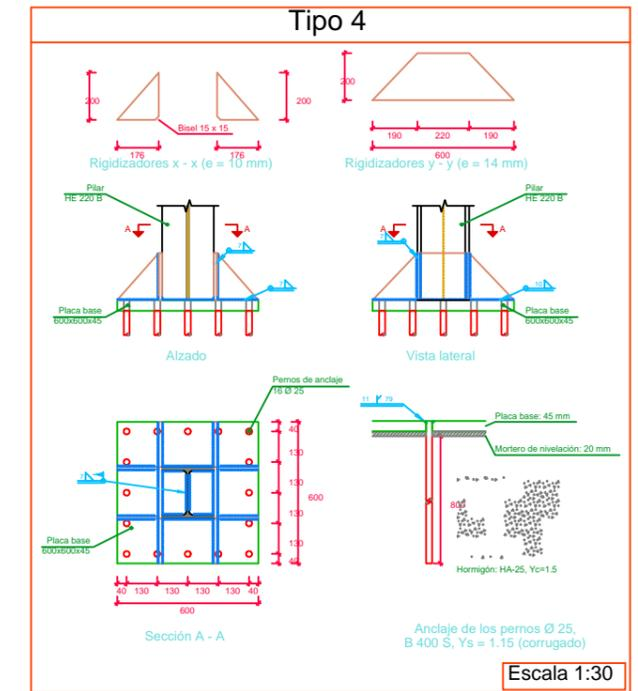 Tipo 4
200
200
200
Bisel 15 x 15
176
176
190
220
190
600
Rigidizadores x - x (e = 10 mm)
Rigidizadores y - y (e = 14 mm)
Pilar
HE 220 B
Pilar
HE 220 B
A
A
A
A
7
7
7
10
Placa base
600x600x45
Placa base
600x600x45
Alzado
Vista lateral
Pernos de anclaje
16 Ø 25
11
79
Placa base: 45 mm
Mortero de nivelación: 20 mm
40
130
130
130
130
40
600
7
800
Placa base
600x600x45
Hormigón: HA-25, Yc=1.5
40
130
130
130
130
40
600
Sección A - A
Anclaje de los pernos Ø 25,
B 400 S, Ys = 1.15 (corrugado)
Escala 1:30